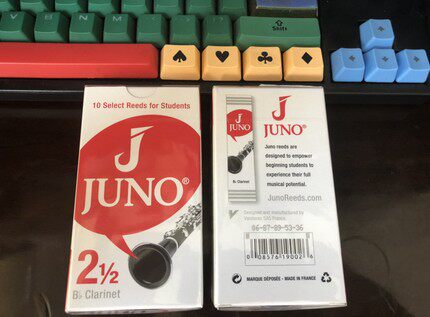 Shift
10 Select Reeds for Students
JUNO®
2½
B♭ Clarinet
JUNO
B♭ Clarinet
JUNO®
Juno reeds are
designed to empower
beginning students to
experience their full
musical potential.
JunoReeds.com
Designed and manufactured by
Vandoren SAS France.
06-07-09-53-36
0 08576 19002 6
MARQUE DÉPOSÉE - MADE IN FRANCE